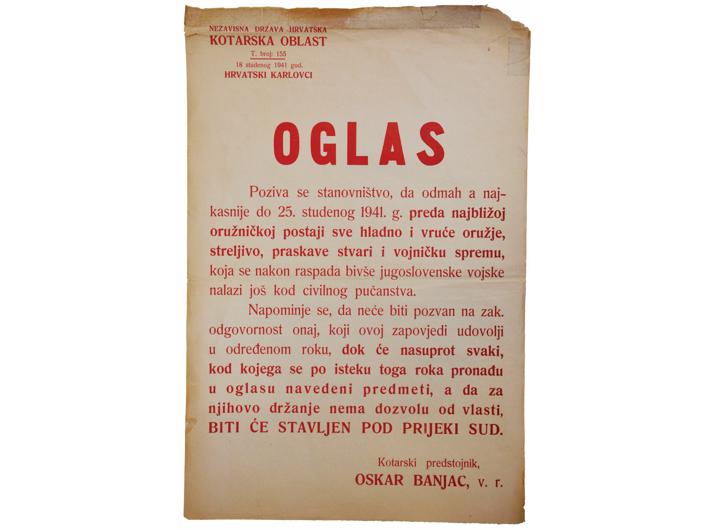 NEZAVISNA DRŽAVA HRVATSKA
KOTARSKA OBLAST
T. broj: 155
18 studenog 1941 god.
HRVATSKI KARLOVCI
OGLAS
Poziva se stanovništvo, da odmah a naj-
kasnije do 25. studenog 1941. g. preda najbližoj
oružničkoj postaji sve hladno i vruće oružje,
streljivo, praskave stvari i vojničku spremu,
koja se nakon raspada bivše jugoslovenske vojske
nalazi još kod civilnog pučanstva.
Napominje se, da neće biti pozvan na zak.
odgovornost onaj, koji ovoj zapovjedi udovolji
u određenom roku, dok će nasuprot svaki,
kod kojega se po isteku toga roka pronađu
u oglasu navedeni predmeti, a da za
njihovo držanje nema dozvolu od vlasti,
BITI ĆE STAVLJEN POD PRIJEKI SUD.
Kotarski predstojnik,
OSKAR BANJAC, v. r.